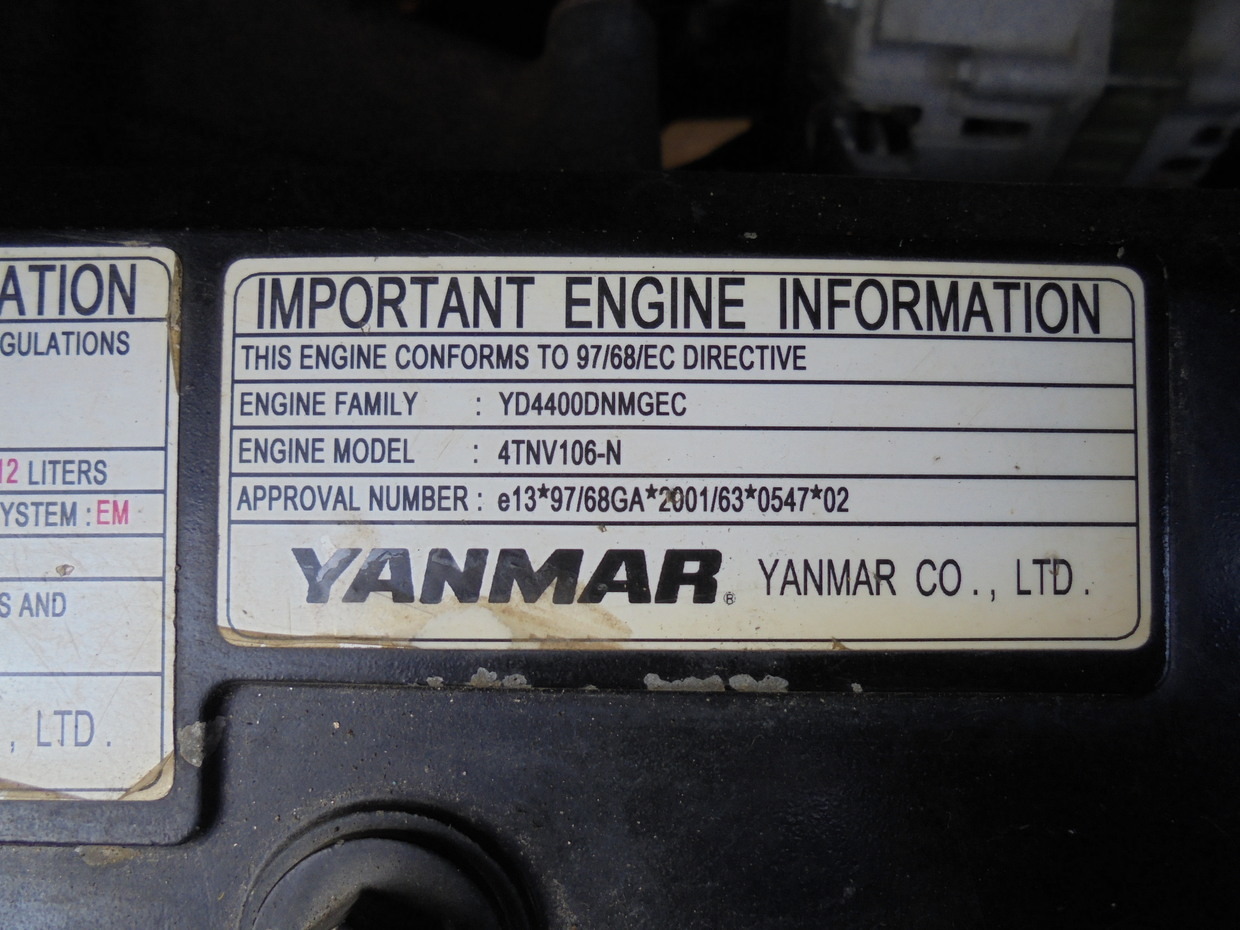 ATION
GULATIONS
12 LITERS
YSTEM : EM
S AND
, LTD.
IMPORTANT ENGINE INFORMATION
THIS ENGINE CONFORMS TO 97/68/EC DIRECTIVE
ENGINE FAMILY : YD4400DNMGEC
ENGINE MODEL : 4TNV106-N
APPROVAL NUMBER : e13*97/68GA*2001/63*0547*02
YANMAR® YANMAR CO., LTD.